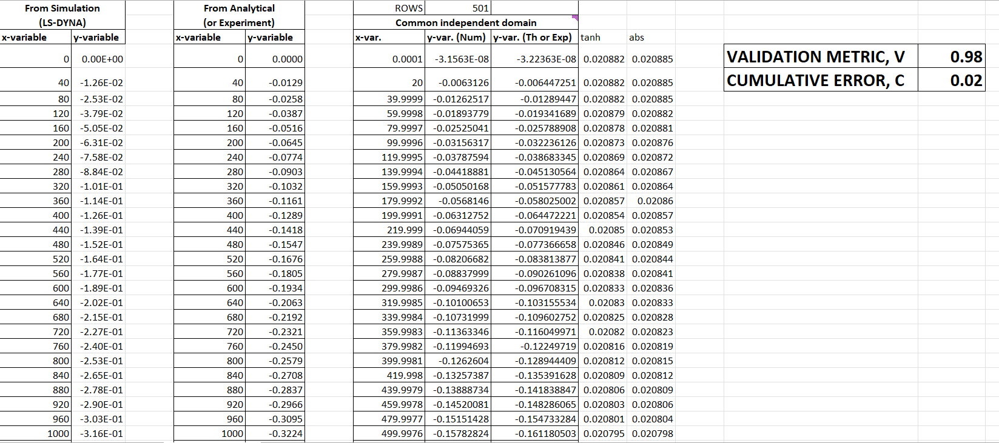 From Simulation From Analytical ROWS 501
(LS-DYNA) (or Experiment) Common independent domain
x-variable y-variable x-variable y-variable x-var. y-var. (Num) y-var. (Th or Exp) tanh abs
0 0.00E+00 0 0.0000 0.0001 -3.1563E-08 -3.22363E-08 0.020882 0.020885 VALIDATION METRIC, V 0.98
40 -1.26E-02 40 -0.0129 20 -0.0063126 -0.006447251 0.020882 0.020885 CUMULATIVE ERROR, C 0.02
80 -2.53E-02 80 -0.0258 39.9999 -0.01262517 -0.01289447 0.020882 0.020885
120 -3.79E-02 120 -0.0387 59.9998 -0.01893779 -0.019341689 0.020879 0.020882
160 -5.05E-02 160 -0.0516 79.9997 -0.02525041 -0.025788908 0.020878 0.020881
200 -6.31E-02 200 -0.0645 99.9996 -0.03156317 -0.032236126 0.020873 0.020876
240 -7.58E-02 240 -0.0774 119.9995 -0.03787594 -0.038683345 0.020869 0.020872
280 -8.84E-02 280 -0.0903 139.9994 -0.04418881 -0.045130564 0.020864 0.020867
320 -1.01E-01 320 -0.1032 159.9993 -0.05050168 -0.051577783 0.020861 0.020864
360 -1.14E-01 360 -0.1161 179.9992 -0.0568146 -0.058025002 0.020857 0.02086
400 -1.26E-01 400 -0.1289 199.9991 -0.06312752 -0.064472221 0.020854 0.020857
440 -1.39E-01 440 -0.1418 219.999 -0.06944059 -0.070919439 0.02085 0.020853
480 -1.52E-01 480 -0.1547 239.9989 -0.07575365 -0.077366658 0.020846 0.020849
520 -1.64E-01 520 -0.1676 259.9988 -0.08206682 -0.083813877 0.020841 0.020844
560 -1.77E-01 560 -0.1805 279.9987 -0.08837999 -0.090261096 0.020838 0.020841
600 -1.89E-01 600 -0.1934 299.9986 -0.09469326 -0.096708315 0.020833 0.020836
640 -2.02E-01 640 -0.2063 319.9985 -0.10100653 -0.103155534 0.02083 0.020833
680 -2.15E-01 680 -0.2192 339.9984 -0.10731999 -0.109602752 0.020825 0.020828
720 -2.27E-01 720 -0.2321 359.9983 -0.11363346 -0.116049971 0.02082 0.020823
760 -2.40E-01 760 -0.2450 379.9982 -0.11994693 -0.12249719 0.020816 0.020819
800 -2.53E-01 800 -0.2579 399.9981 -0.1262604 -0.128944409 0.020812 0.020815
840 -2.65E-01 840 -0.2708 419.998 -0.13257387 -0.135391628 0.020809 0.020812
880 -2.78E-01 880 -0.2837 439.9979 -0.13888734 -0.141838847 0.020806 0.020809
920 -2.90E-01 920 -0.2966 459.9978 -0.14520081 -0.148286065 0.020803 0.020806
960 -3.03E-01 960 -0.3095 479.9977 -0.15151428 -0.154733284 0.020801 0.020804
1000 -3.16E-01 1000 -0.3224 499.9976 -0.15782824 -0.161180503 0.020795 0.020798